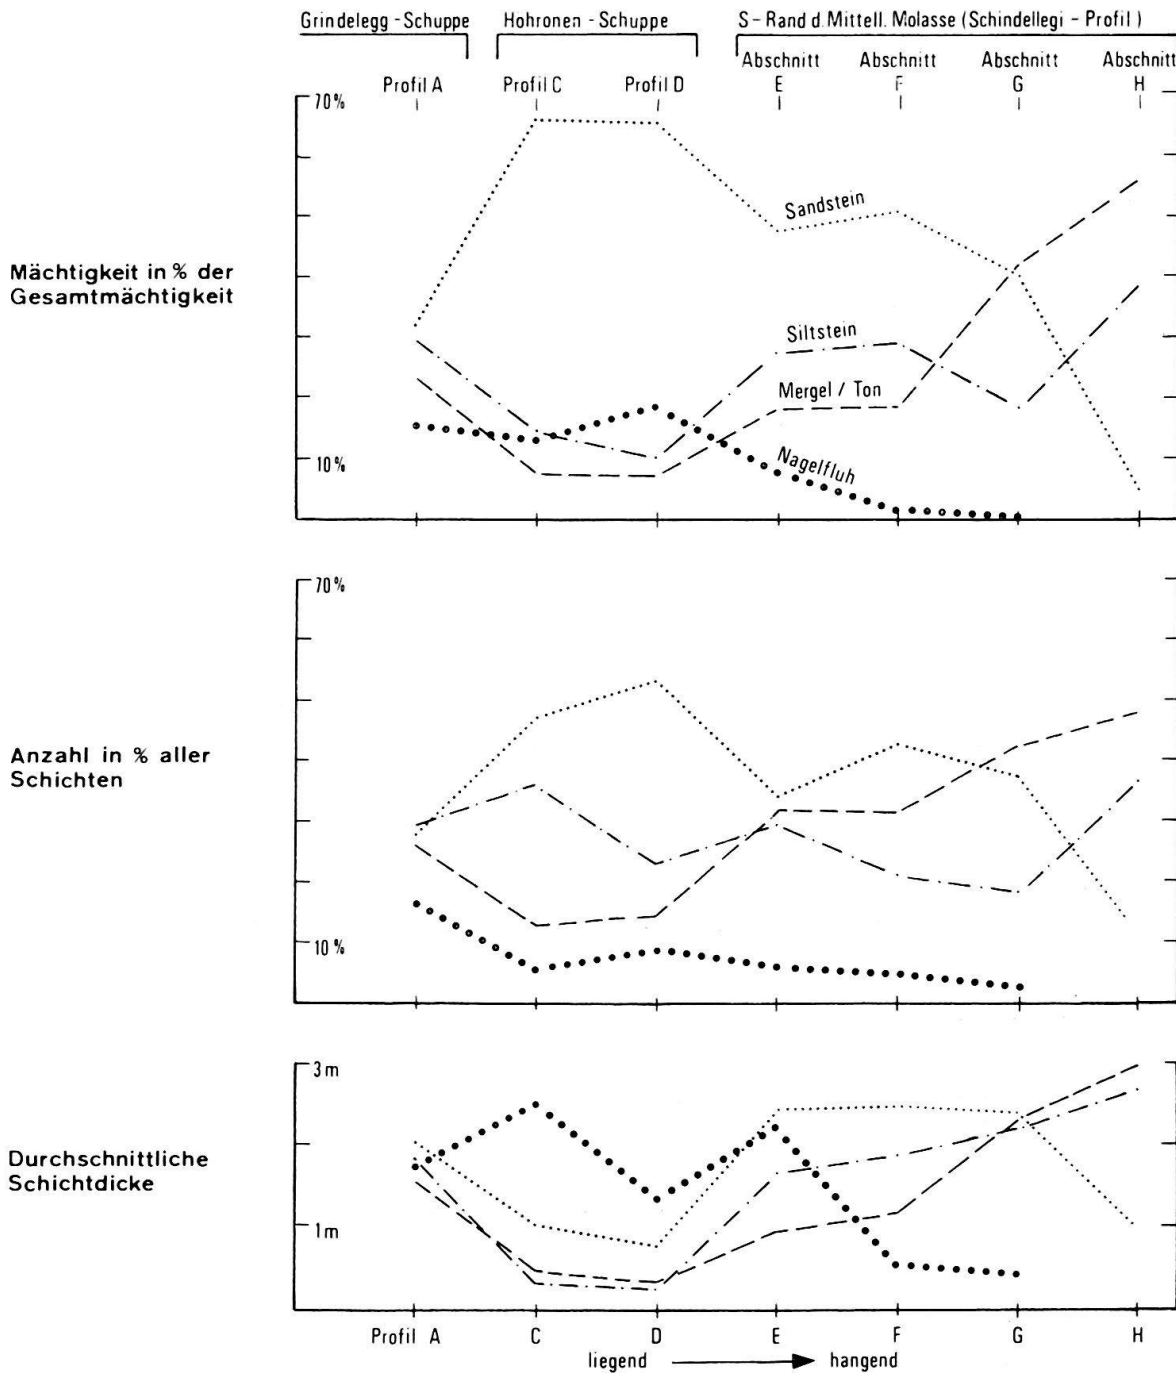 Grindelegg - Schuppe
Hohronen - Schuppe
S - Rand d. Mittell. Molasse (Schindellegi - Profil )
Profil A
Profil C
Profil D
Abschnitt E
Abschnitt F
Abschnitt G
Abschnitt H
70%
Sandstein
Mächtigkeit in % der
Gesamtmächtigkeit
Siltstein
Mergel / Ton
Nagelfluh
10%
70%
Anzahl in % aller
Schichten
10%
3 m
Durchschnittliche
Schichtdicke
1 m
Profil A
C
D
E
F
G
H
liegend
hangend